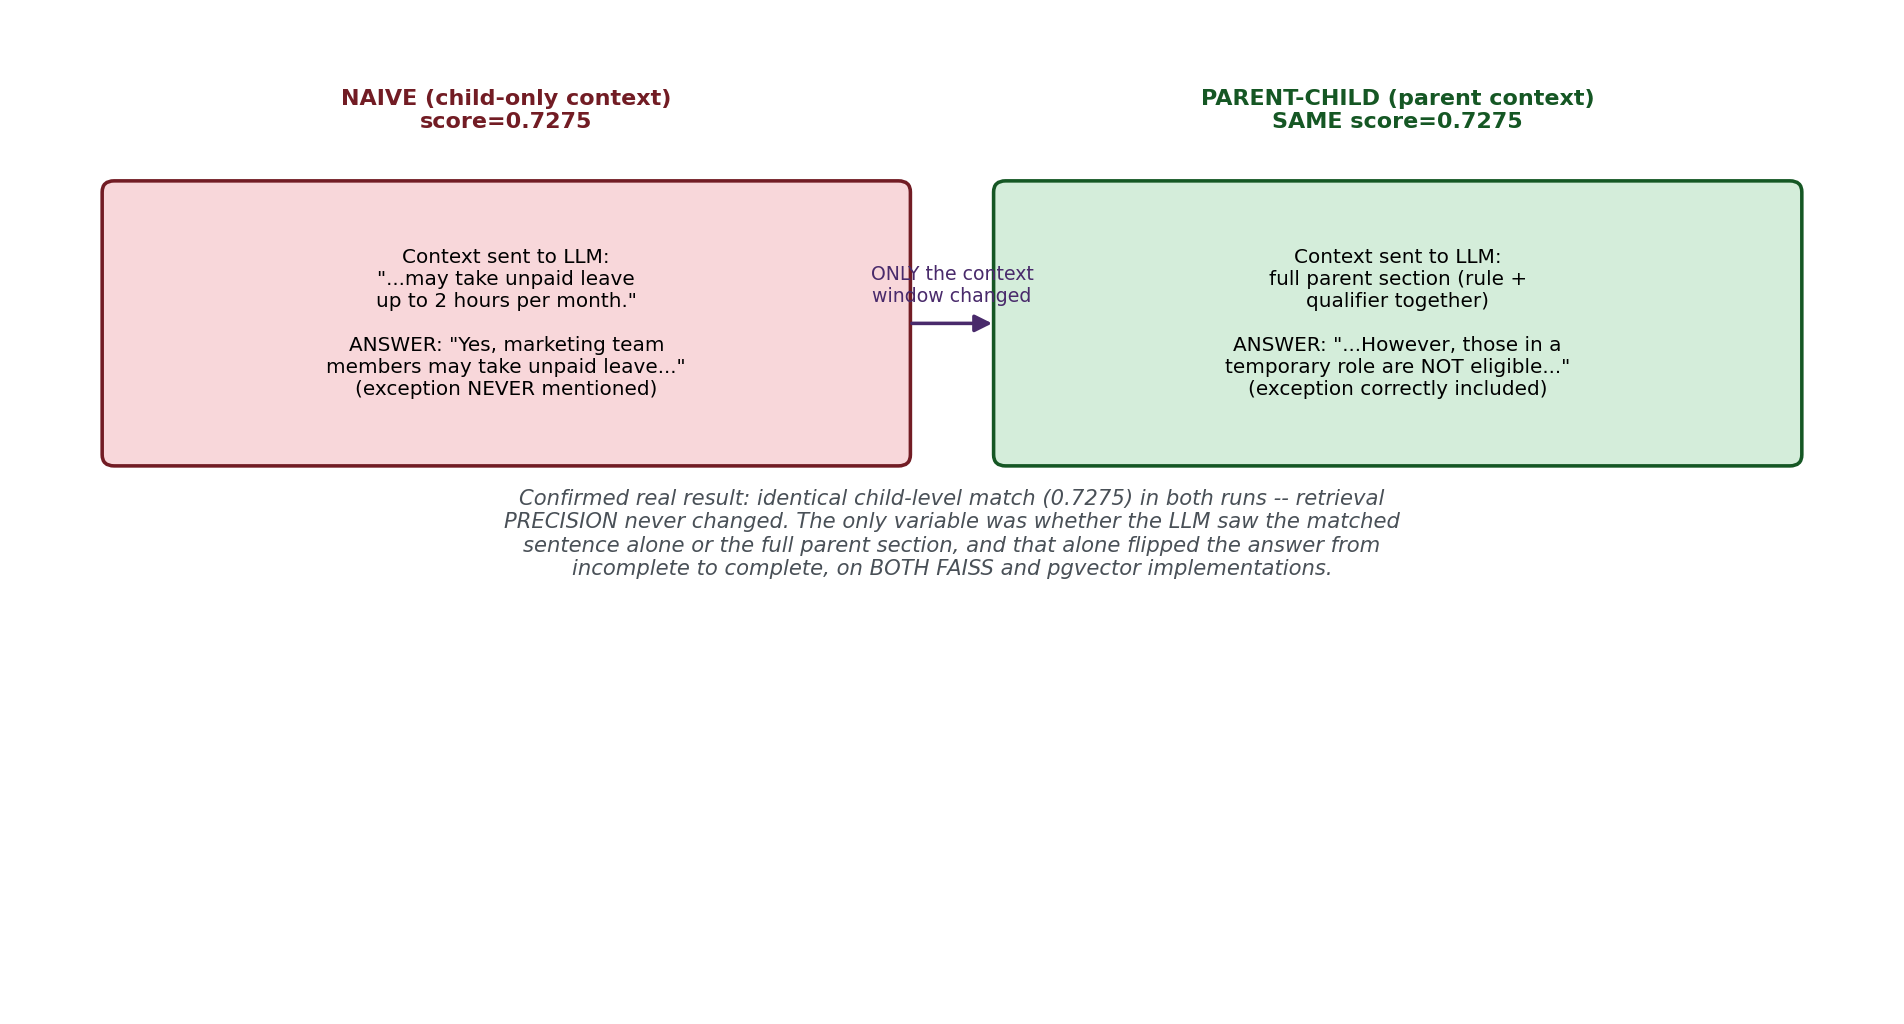 NAIVE (child-only context)
score=0.7275
PARENT-CHILD (parent context)
SAME score=0.7275
Context sent to LLM:
"...may take unpaid leave
up to 2 hours per month."
ANSWER: "Yes, marketing team
members may take unpaid leave..."
(exception NEVER mentioned)
ONLY the context
window changed
Context sent to LLM:
full parent section (rule +
qualifier together)
ANSWER: "...However, those in a
temporary role are NOT eligible..."
(exception correctly included)
Confirmed real result: identical child-level match (0.7275) in both runs -- retrieval
PRECISION never changed. The only variable was whether the LLM saw the matched
sentence alone or the full parent section, and that alone flipped the answer from
incomplete to complete, on BOTH FAISS and pgvector implementations.